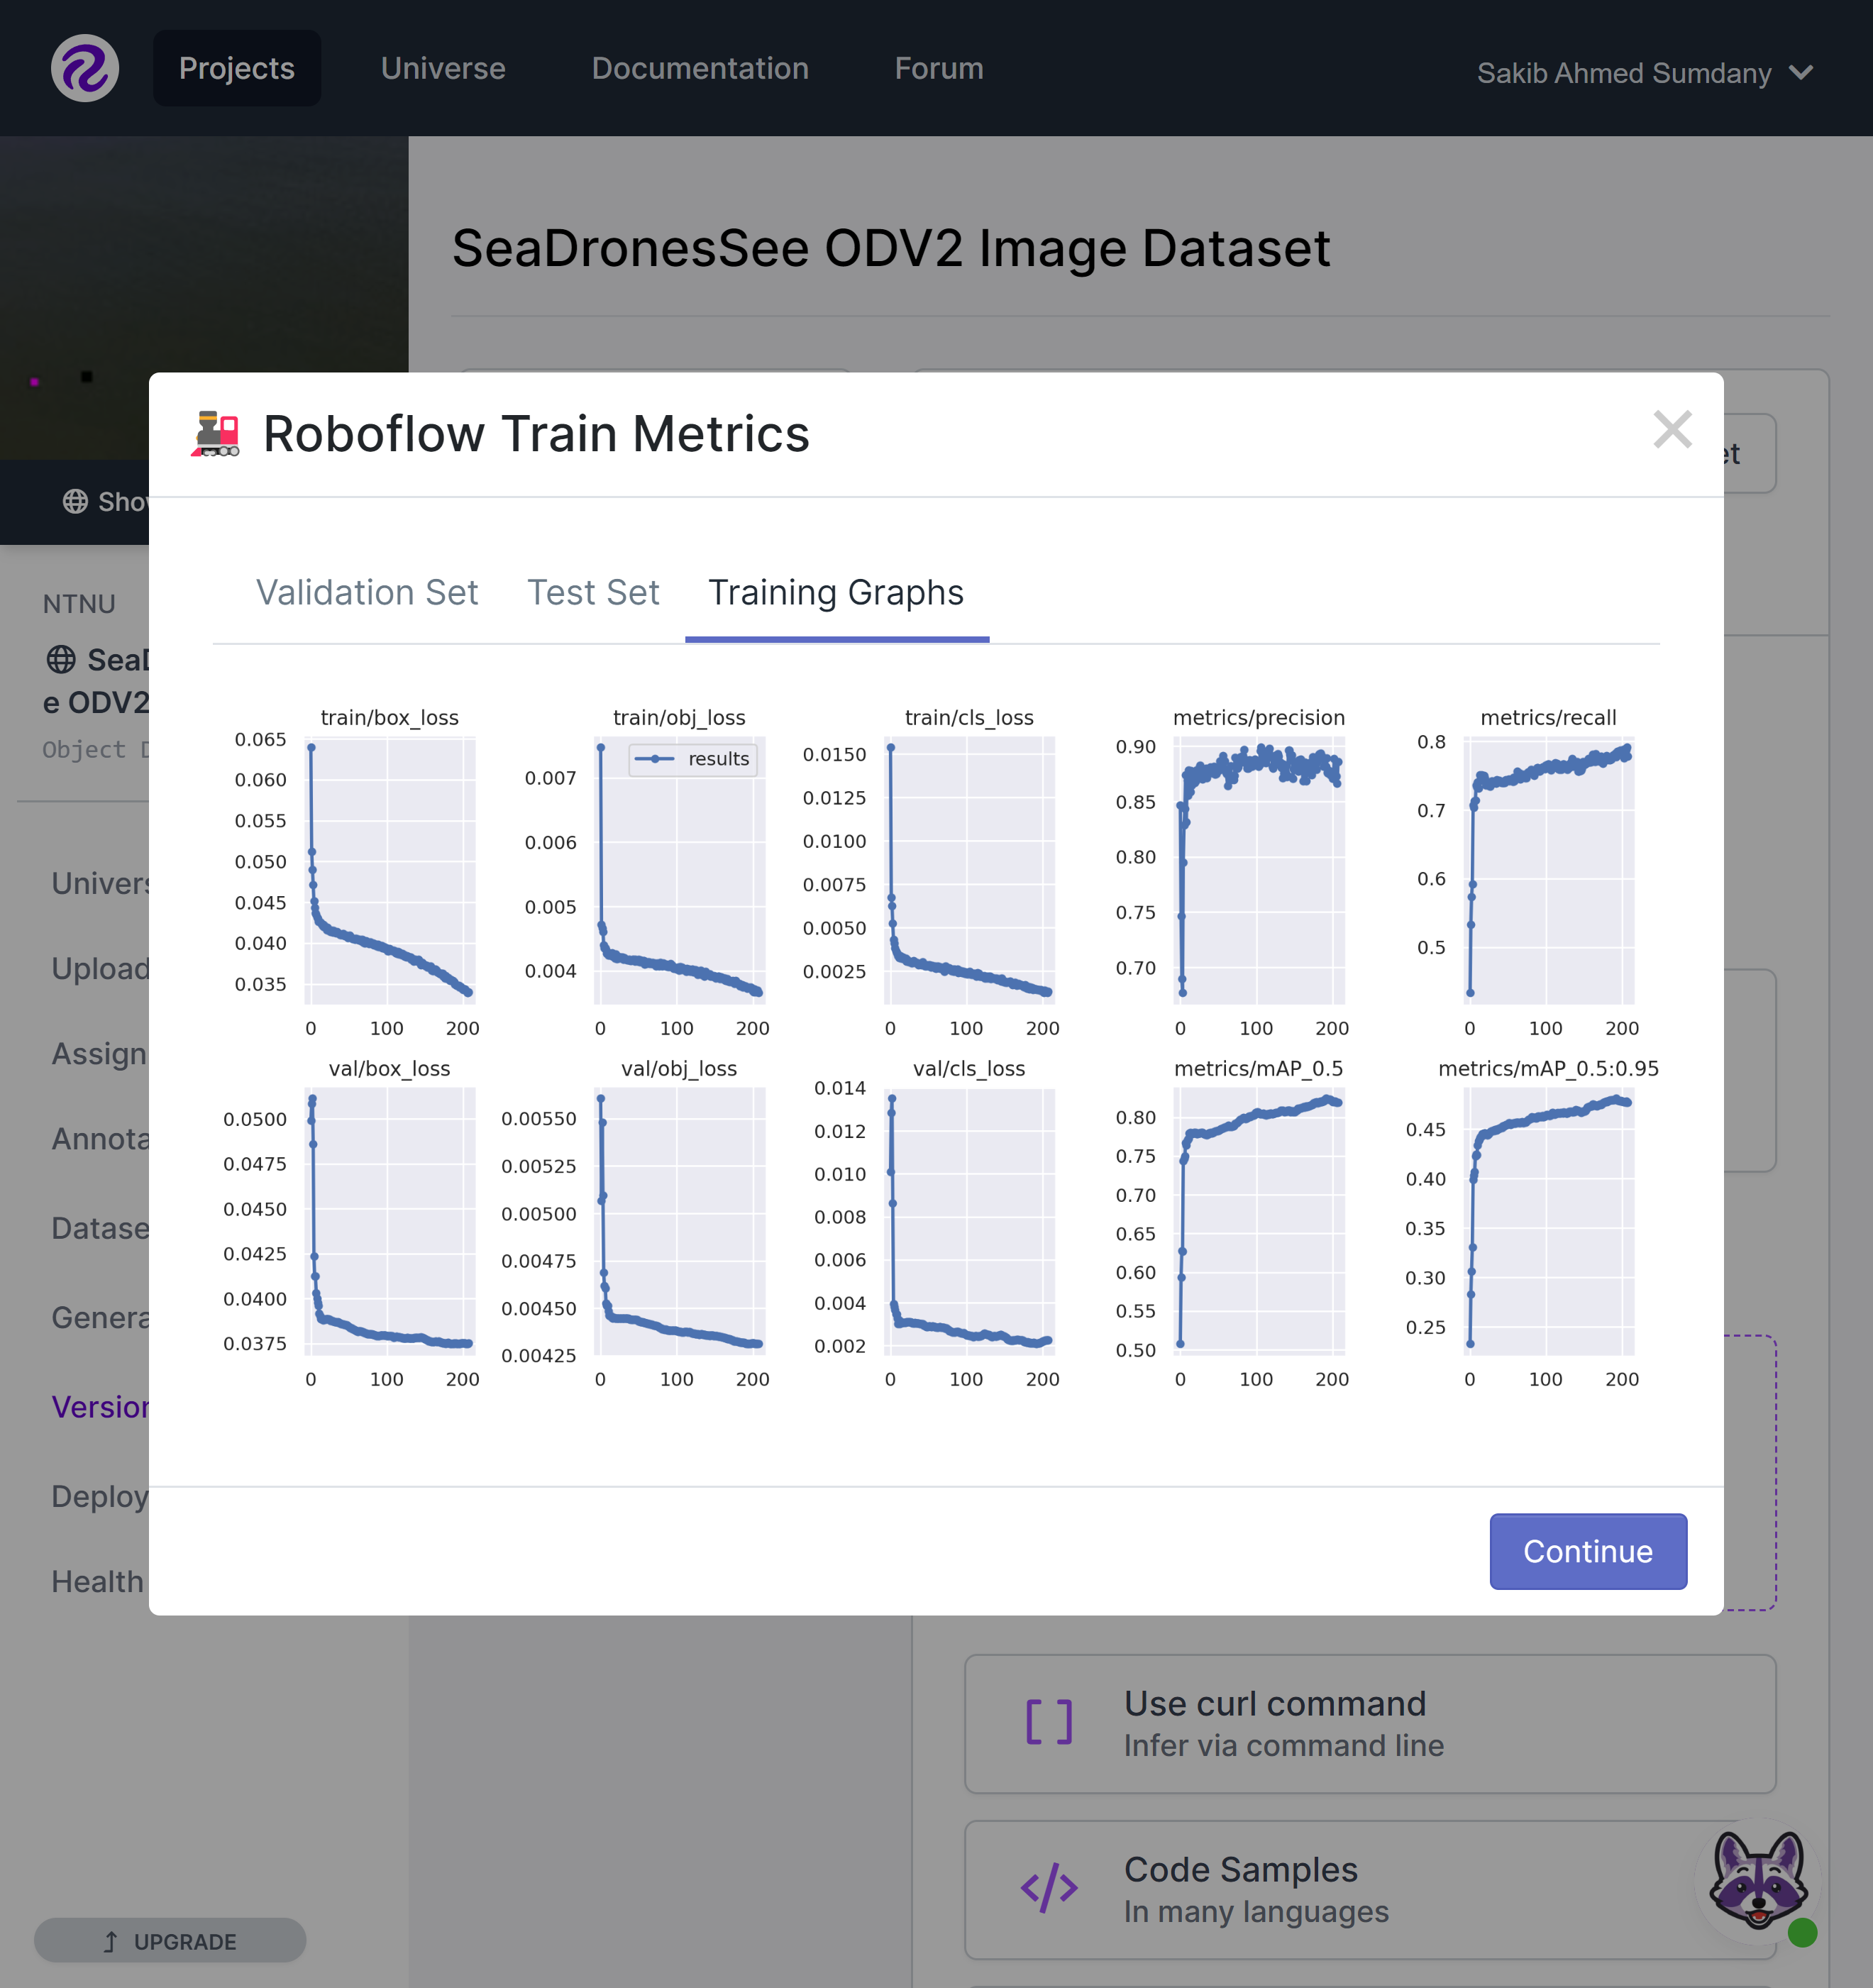 Projects
Universe
Documentation
Forum
Sakib Ahmed Sumdany
SeaDronesSee ODV2 Image Dataset
Roboflow Train Metrics
Validation Set
Test Set
Training Graphs
NTNU
e ODV2
Object
train/box_loss
0.065
0.060
0.055
0.050
0.045
0.040
0.035
0 100 200
train/obj_loss
results
0.007
0.006
0.005
0.004
0 100 200
train/cls_loss
0.0150
0.0125
0.0100
0.0075
0.0050
0.0025
0 100 200
metrics/precision
0.90
0.85
0.80
0.75
0.70
0 100 200
metrics/recall
0.8
0.7
0.6
0.5
0 100 200
val/box_loss
0.0500
0.0475
0.0450
0.0425
0.0400
0.0375
0 100 200
val/obj_loss
0.00550
0.00525
0.00500
0.00475
0.00450
0.00425
0 100 200
val/cls_loss
0.014
0.012
0.010
0.008
0.006
0.004
0.002
0 100 200
metrics/mAP_0.5
0.80
0.75
0.70
0.65
0.60
0.55
0.50
0 100 200
metrics/mAP_0.5:0.95
0.45
0.40
0.35
0.30
0.25
0 100 200
Upload
Assign
Deploy
Health
Continue
Use curl command
Infer via command line
Code Samples
In many languages
UPGRADE